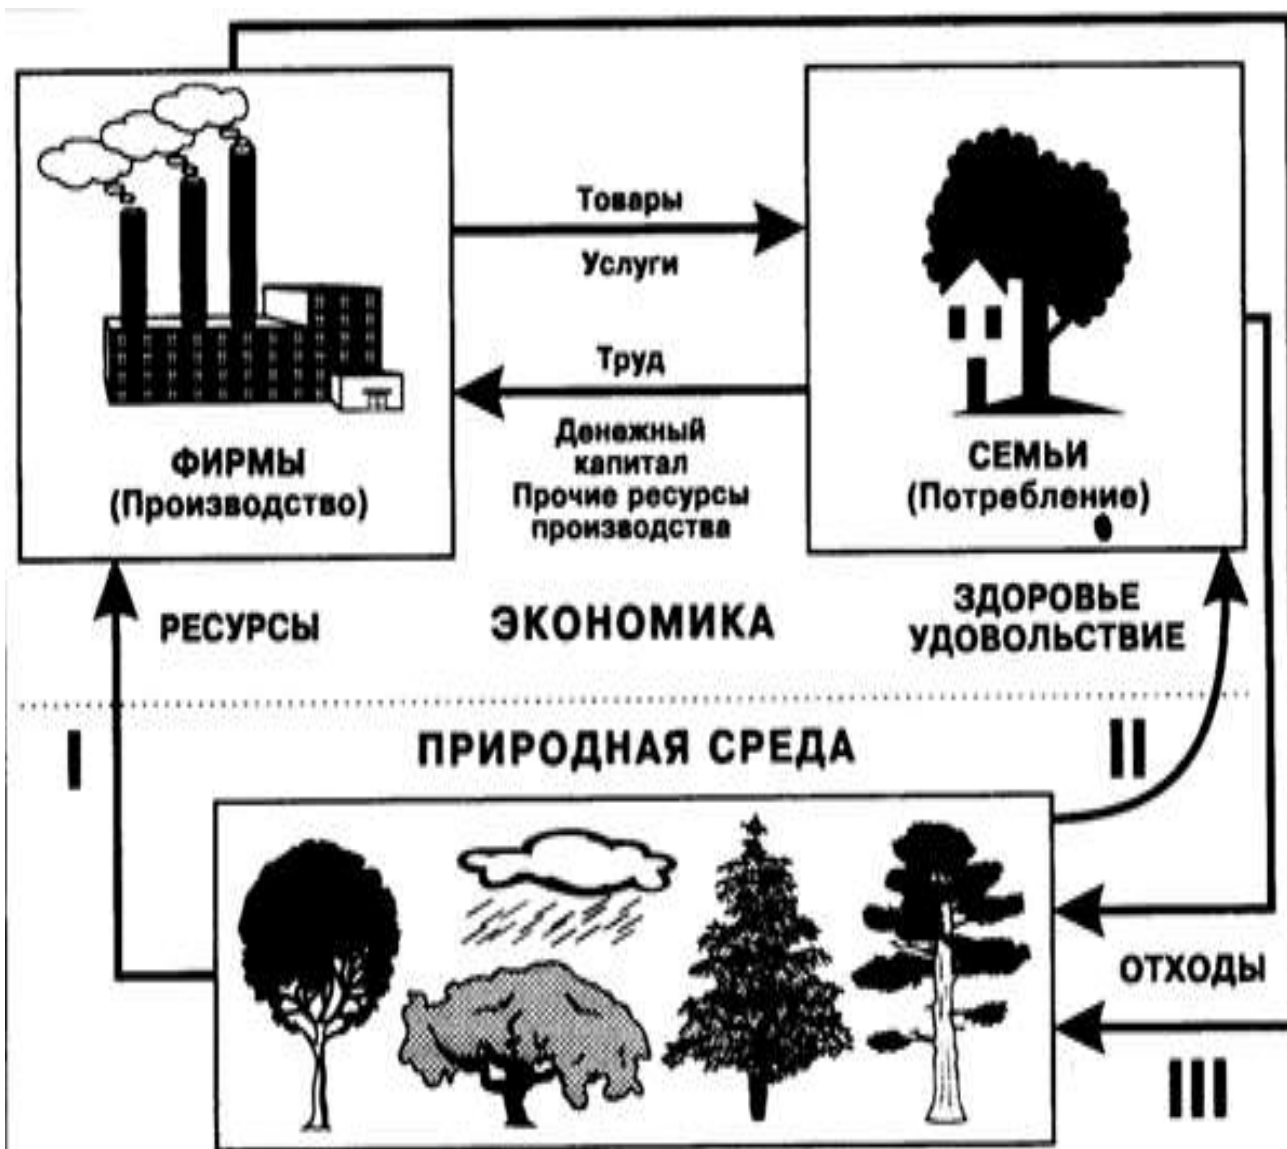 Товары
Услуги
Труд
Денежный
капитал
Прочие ресурсы
производства
ФИРМЫ
(Производство)
СЕМЬИ
(Потребление)
РЕСУРСЫ
ЭКОНОМИКА
ЗДОРОВЬЕ
УДОВОЛЬСТВИЕ
I
ПРИРОДНАЯ СРЕДА
II
ОТХОДЫ
III